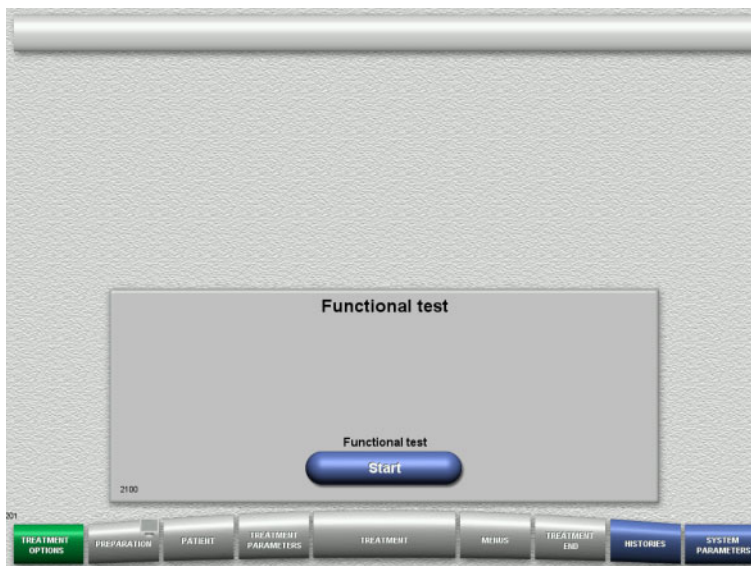 Functional test
Functional test
Start
2100
201
TREATMENT OPTIONS
PREPARATION
PATIENT
TREATMENT PARAMETERS
TREATMENT
MENUS
TREATMENT END
HISTORIES
SYSTEM PARAMETERS